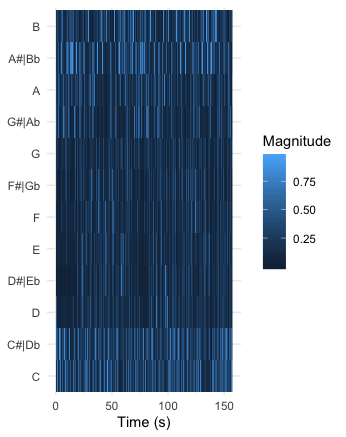 B
A#|Bb
A
G#|Ab
G
F#|Gb
F
E
D#|Eb
D
C#|Db
C
0 50 100 150
Time (s)
Magnitude
0.75
0.50
0.25